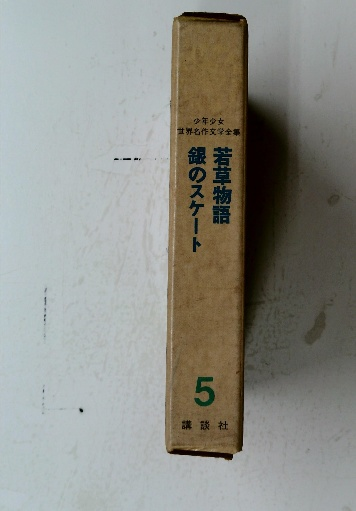 少年少女
世界名作文学全集
若草物語
銀のスケート
5
講談社